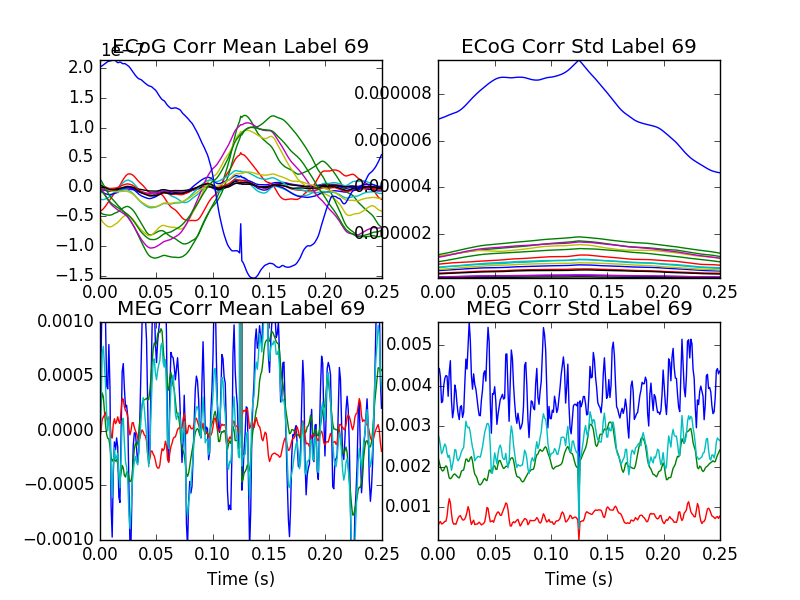 ECoG Corr Mean Label 69
1e−7
2.0
1.5
1.0
0.5
0.0
−0.5
−1.0
−1.5
0.00 0.05 0.10 0.15 0.20 0.25
ECoG Corr Std Label 69
0.000008
0.000006
0.000004
0.000002
0.00 0.05 0.10 0.15 0.20 0.25
MEG Corr Mean Label 69
0.0010
0.0005
0.0000
−0.0005
−0.0010
0.00 0.05 0.10 0.15 0.20 0.25
Time (s)
MEG Corr Std Label 69
0.005
0.004
0.003
0.002
0.001
0.00 0.05 0.10 0.15 0.20 0.25
Time (s)